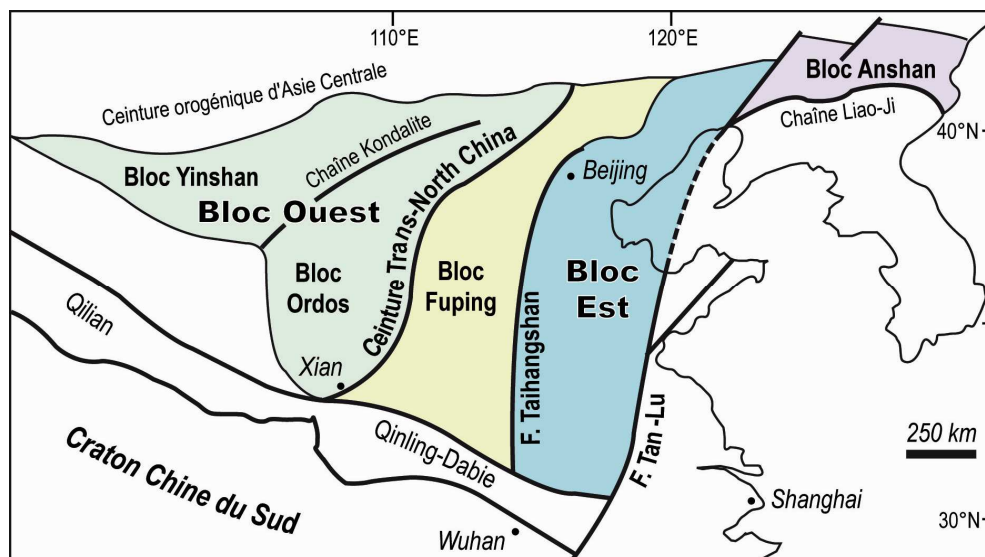 110°E
120°E
Ceinture orogénique d'Asie Centrale
Bloc Anshan
Chaîne Liao-Ji
40°N
Chaîne Kondalite
Bloc Yinshan
Bloc Ouest
Ceinture Trans-North China
Beijing
Bloc
Ordos
Bloc
Fuping
Bloc
Est
Qilian
Xian
F. Taihangshan
F. Tan -Lu
Qinling-Dabie
250 km
Craton Chine du Sud
Wuhan
Shanghai
30°N